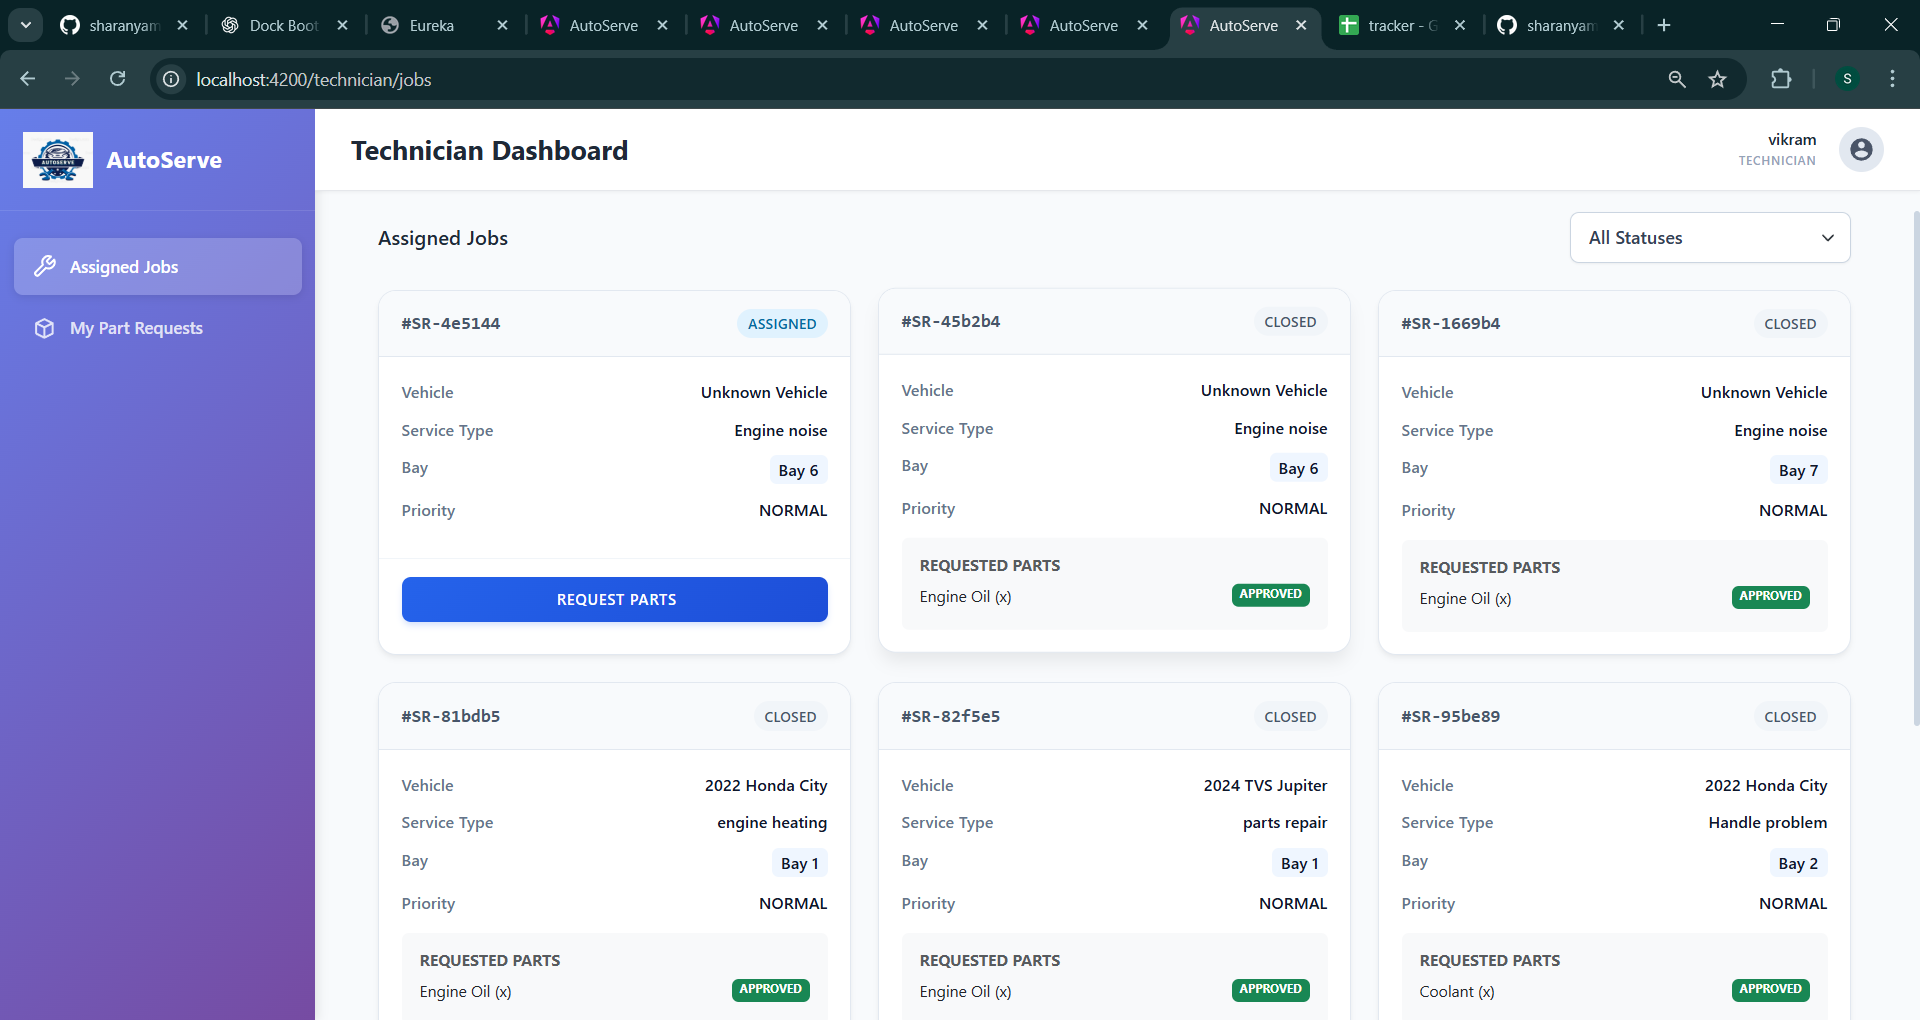 sharanyam
Dock Boot
Eureka
AutoServe
AutoServe
AutoServe
AutoServe
AutoServe
tracker - G
sharanyam
localhost:4200/technician/jobs
S
AUTOSERVE
AutoServe
Technician Dashboard
vikram
TECHNICIAN
Assigned Jobs
My Part Requests
Assigned Jobs
All Statuses
#SR-4e5144
ASSIGNED
Vehicle
Unknown Vehicle
Service Type
Engine noise
Bay
Bay 6
Priority
NORMAL
REQUEST PARTS
#SR-45b2b4
CLOSED
Vehicle
Unknown Vehicle
Service Type
Engine noise
Bay
Bay 6
Priority
NORMAL
REQUESTED PARTS
Engine Oil (x)
APPROVED
#SR-1669b4
CLOSED
Vehicle
Unknown Vehicle
Service Type
Engine noise
Bay
Bay 7
Priority
NORMAL
REQUESTED PARTS
Engine Oil (x)
APPROVED
#SR-81bdb5
CLOSED
Vehicle
2022 Honda City
Service Type
engine heating
Bay
Bay 1
Priority
NORMAL
REQUESTED PARTS
Engine Oil (x)
APPROVED
#SR-82f5e5
CLOSED
Vehicle
2024 TVS Jupiter
Service Type
parts repair
Bay
Bay 1
Priority
NORMAL
REQUESTED PARTS
Engine Oil (x)
APPROVED
#SR-95be89
CLOSED
Vehicle
2022 Honda City
Service Type
Handle problem
Bay
Bay 2
Priority
NORMAL
REQUESTED PARTS
Coolant (x)
APPROVED